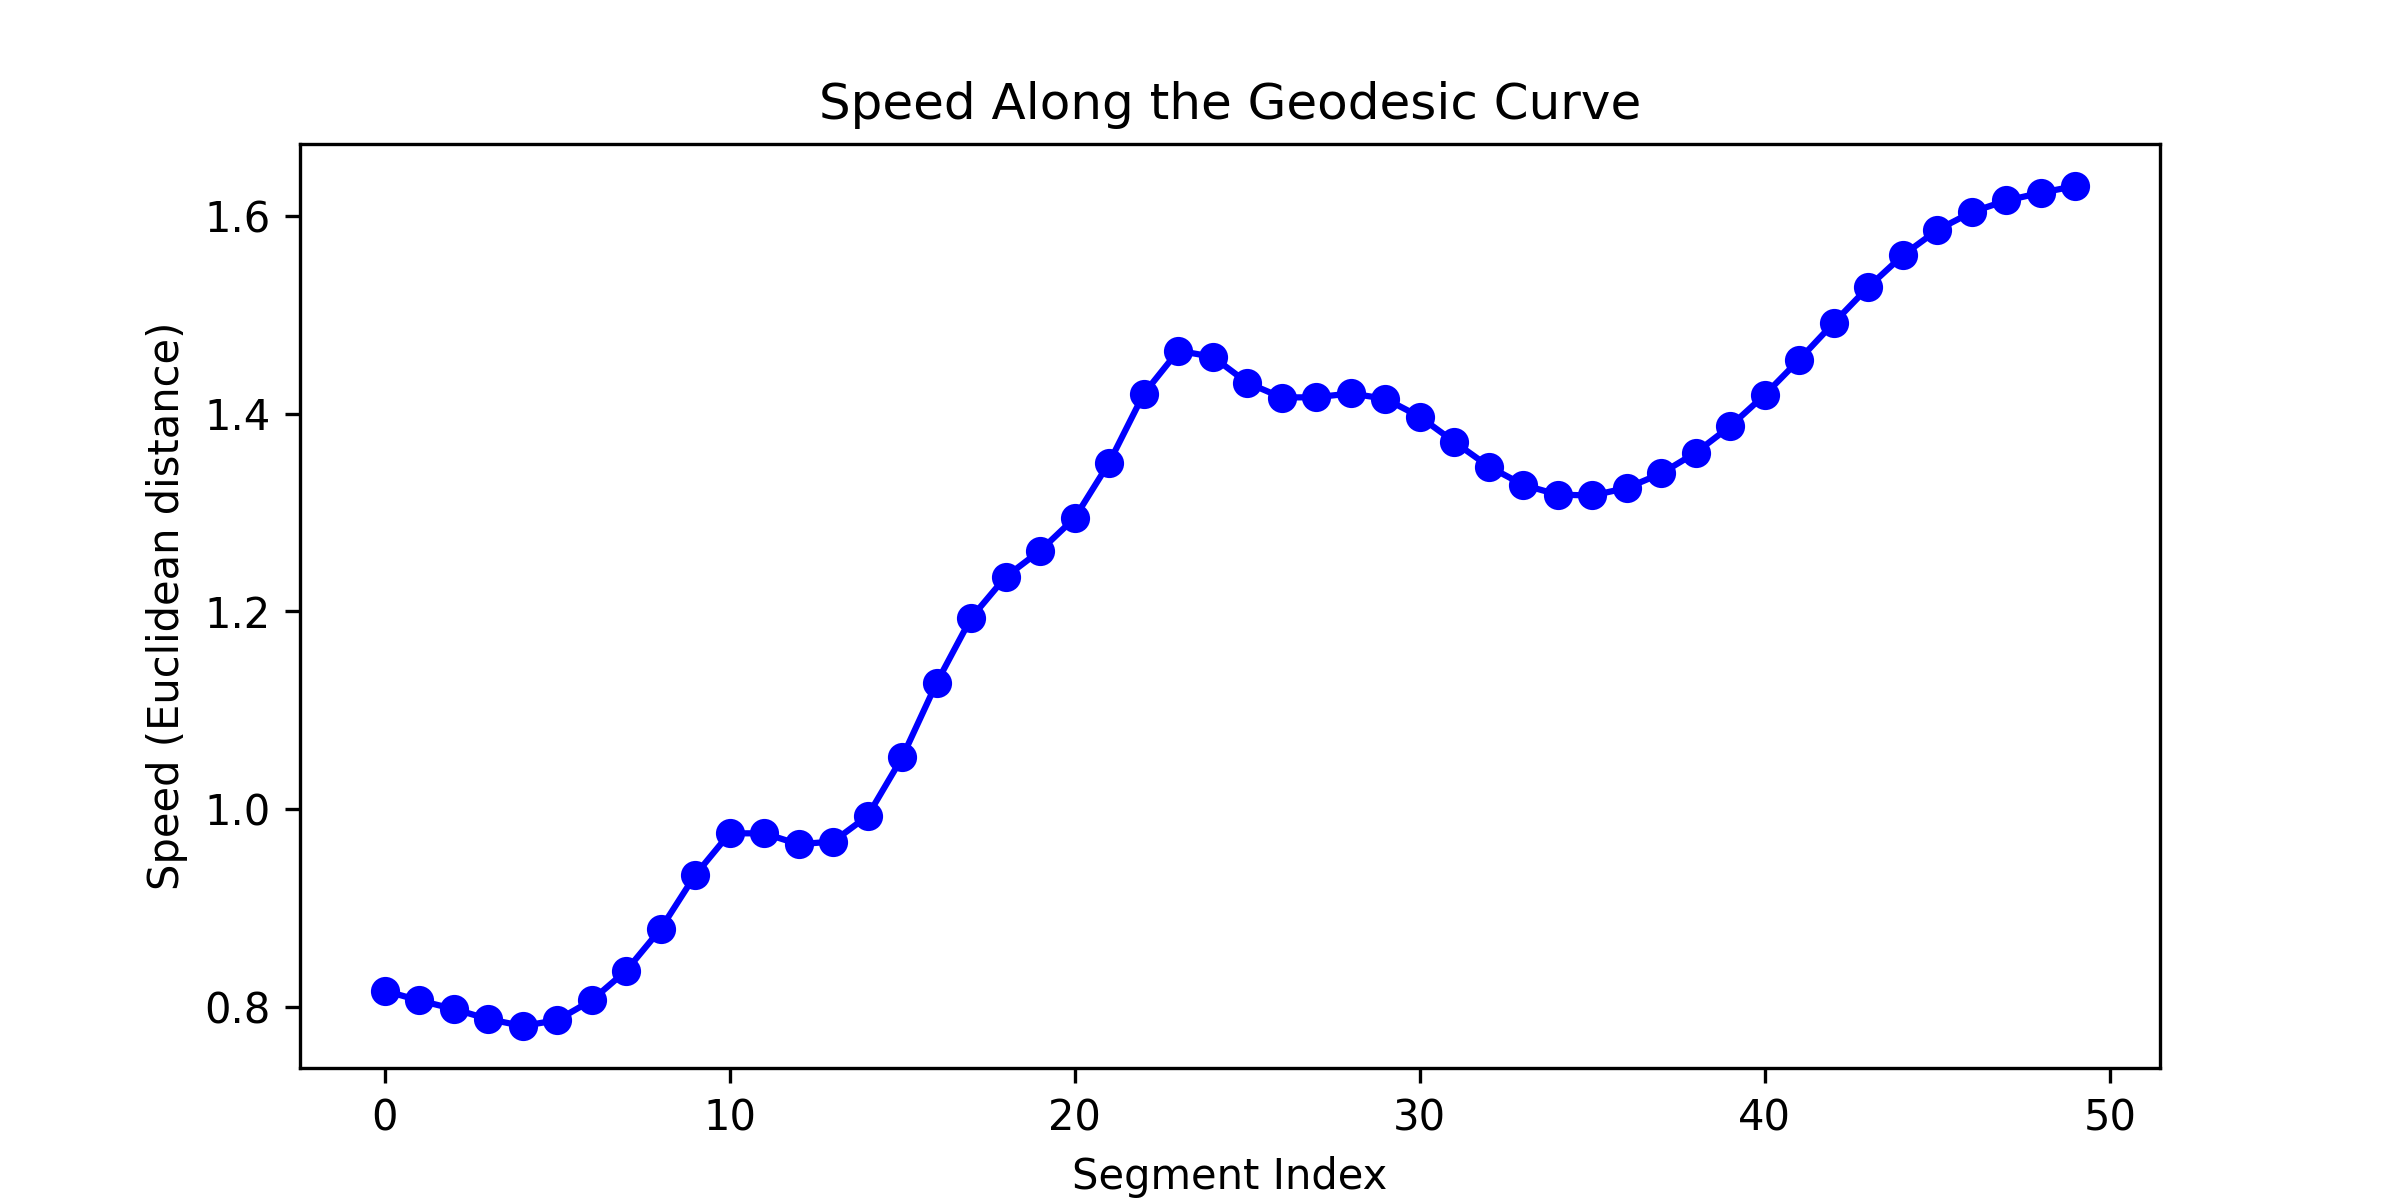 Speed Along the Geodesic Curve
Speed (Euclidean distance)
1.6
1.4
1.2
1.0
0.8
0 10 20 30 40 50
Segment Index